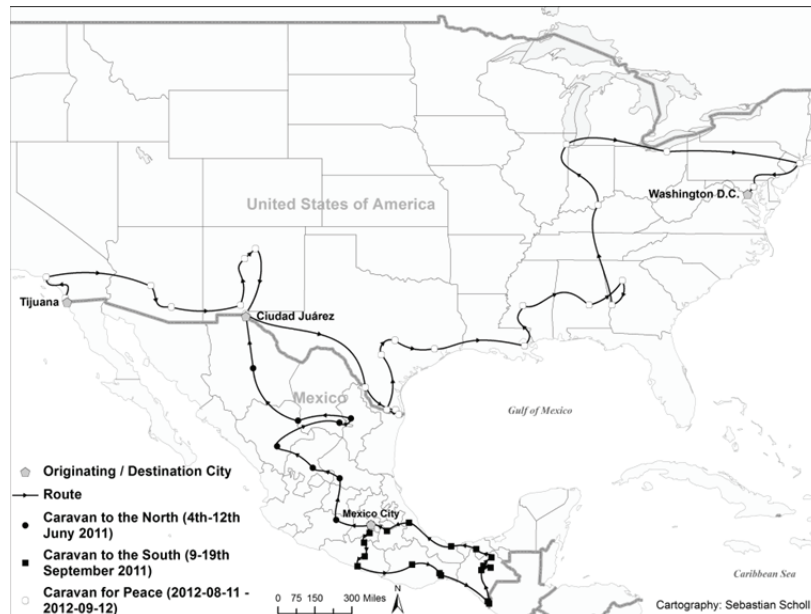 United States of America
Washington D.C.
Tijuana
Ciudad Juárez
Mexico
Gulf of Mexico
Originating / Destination City
Route
Mexico City
Caravan to the North (4th-12th
Juny 2011)
Caravan to the South (9-19th
September 2011)
Caribbean Sea
Caravan for Peace (2012-08-11 -
2012-09-12)
0 75 150 300 Miles
N
Cartography: Sebastian Scholl